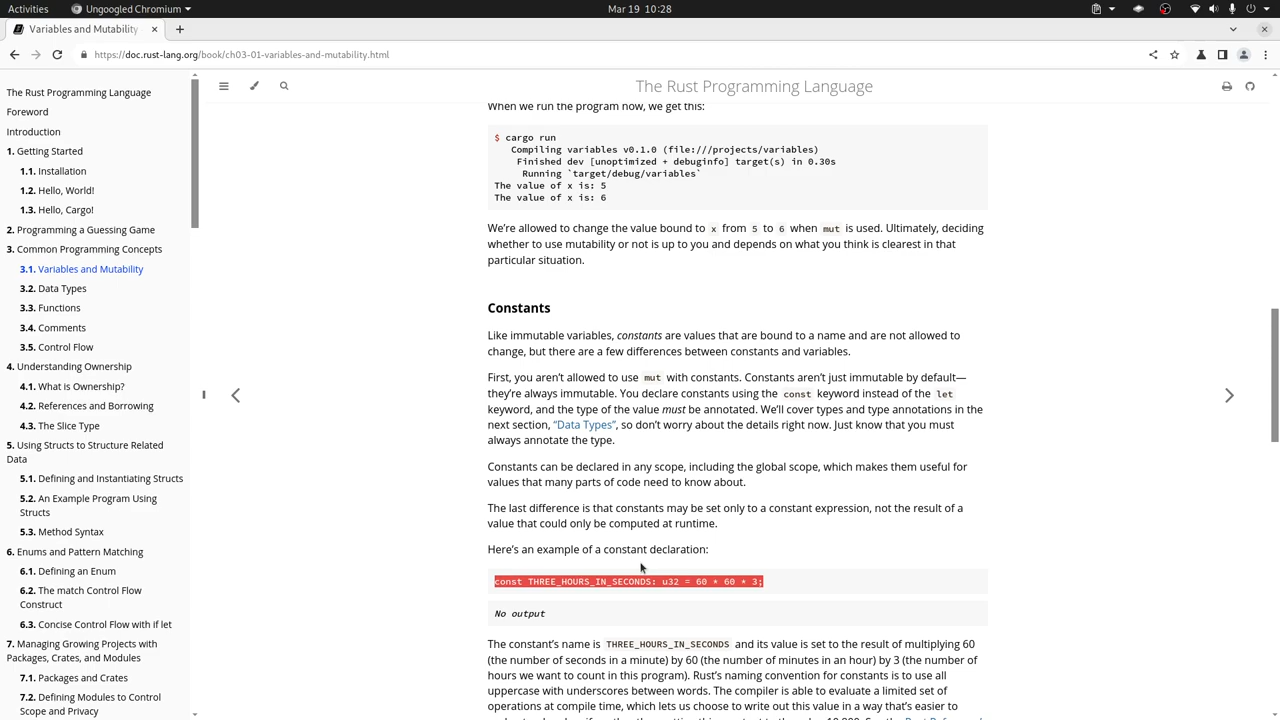 Activities
Ungoogled Chromium
Mar 19 10:28
Variables and Mutability
https://doc.rust-lang.org/book/ch03-01-variables-and-mutability.html
The Rust Programming Language
Foreword
Introduction
1. Getting Started
1.1. Installation
1.2. Hello, World!
1.3. Hello, Cargo!
2. Programming a Guessing Game
3. Common Programming Concepts
3.1. Variables and Mutability
3.2. Data Types
3.3. Functions
3.4. Comments
3.5. Control Flow
4. Understanding Ownership
4.1. What is Ownership?
4.2. References and Borrowing
4.3. The Slice Type
5. Using Structs to Structure Related
Data
5.1. Defining and Instantiating Structs
5.2. An Example Program Using
Structs
5.3. Method Syntax
6. Enums and Pattern Matching
6.1. Defining an Enum
6.2. The match Control Flow
Construct
6.3. Concise Control Flow with if let
7. Managing Growing Projects with
Packages, Crates, and Modules
7.1. Packages and Crates
7.2. Defining Modules to Control
Scope and Privacy
The Rust Programming Language
When we run the program now, we get this:
$ cargo run
Compiling variables v0.1.0 (file:///projects/variables)
Finished dev [unoptimized + debuginfo] target(s) in 0.30s
Running `target/debug/variables`
The value of x is: 5
The value of x is: 6
We're allowed to change the value bound to x from 5 to 6 when mut is used. Ultimately, deciding
whether to use mutability or not is up to you and depends on what you think is clearest in that
particular situation.
Constants
Like immutable variables, constants are values that are bound to a name and are not allowed to
change, but there are a few differences between constants and variables.
First, you aren't allowed to use mut with constants. Constants aren't just immutable by default—
they're always immutable. You declare constants using the const keyword instead of the let
keyword, and the type of the value must be annotated. We'll cover types and type annotations in the
next section, “Data Types”, so don't worry about the details right now. Just know that you must
always annotate the type.
Constants can be declared in any scope, including the global scope, which makes them useful for
values that many parts of code need to know about.
The last difference is that constants may be set only to a constant expression, not the result of a
value that could only be computed at runtime.
Here's an example of a constant declaration:
const THREE_HOURS_IN_SECONDS: u32 = 60 * 60 * 3;
No output
The constant's name is THREE_HOURS_IN_SECONDS and its value is set to the result of multiplying 60
(the number of seconds in a minute) by 60 (the number of minutes in an hour) by 3 (the number of
hours we want to count in this program). Rust's naming convention for constants is to use all
uppercase with underscores between words. The compiler is able to evaluate a limited set of
operations at compile time, which lets us choose to write out this value in a way that's easier to